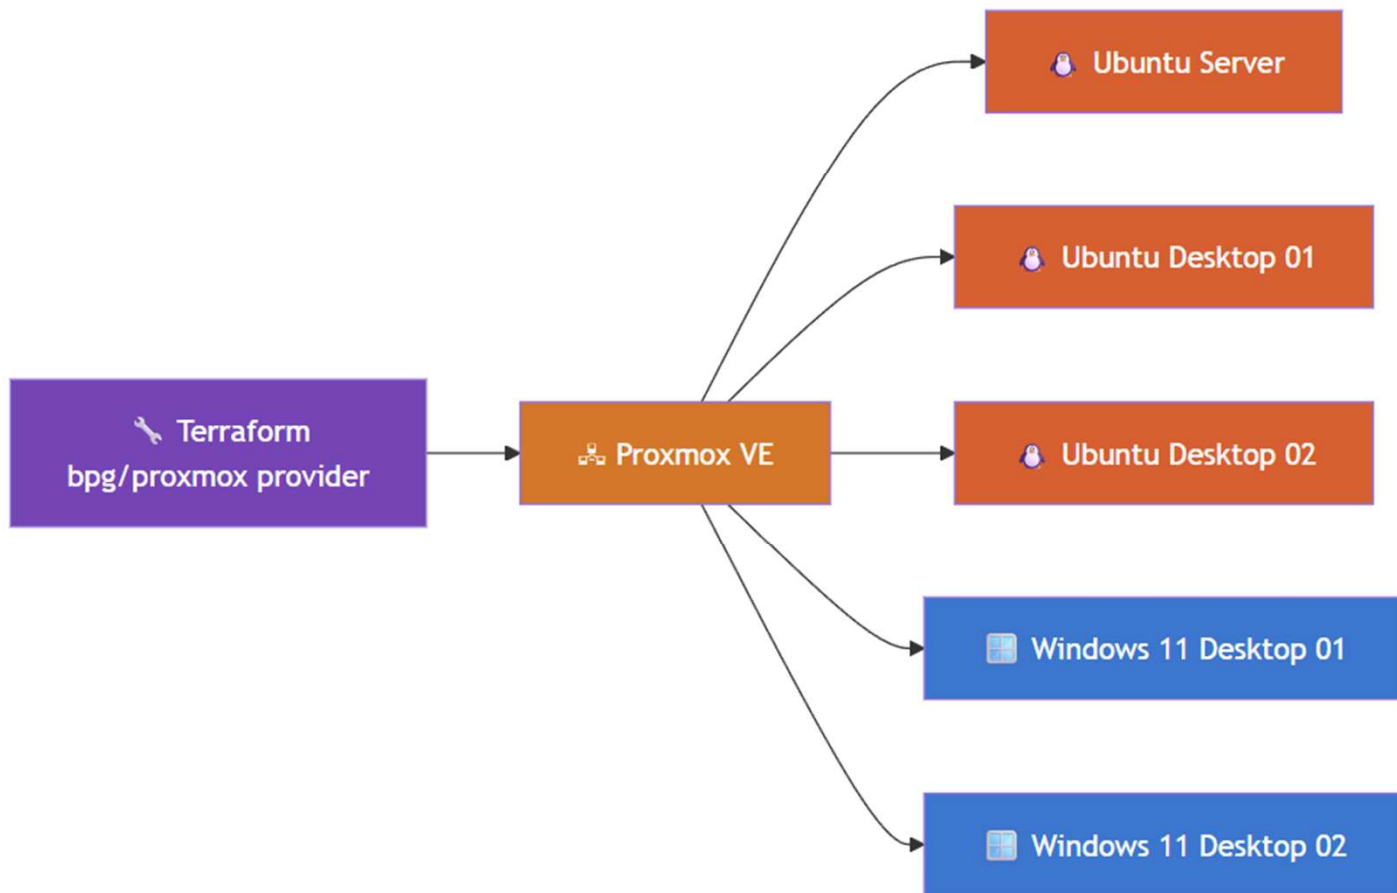 Ubuntu Server
Ubuntu Desktop 01
Terraform
bpg/proxmox provider
Proxmox VE
Ubuntu Desktop 02
Windows 11 Desktop 01
Windows 11 Desktop 02